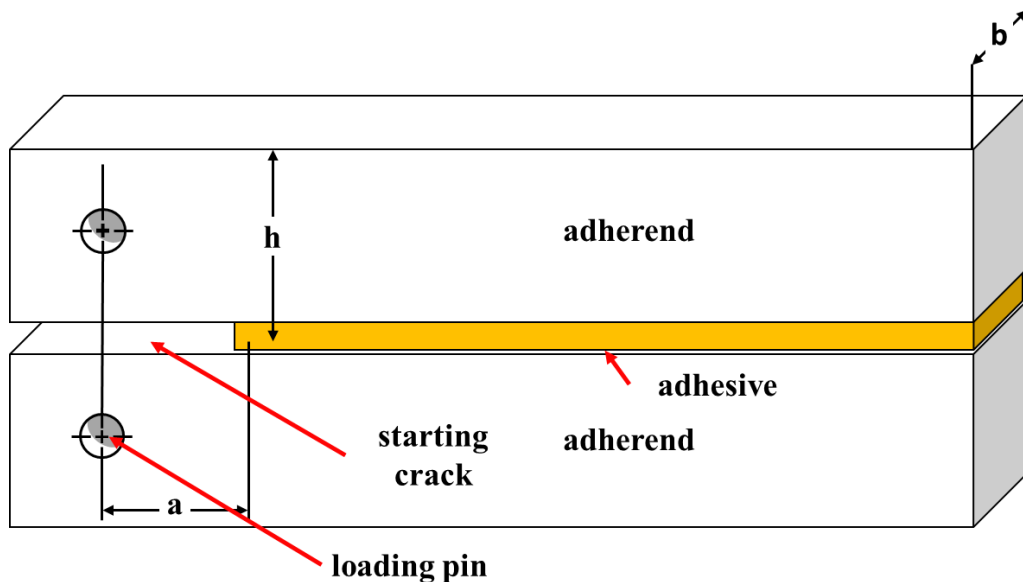 b
h
adherend
adhesive
starting
crack
adherend
a
loading pin